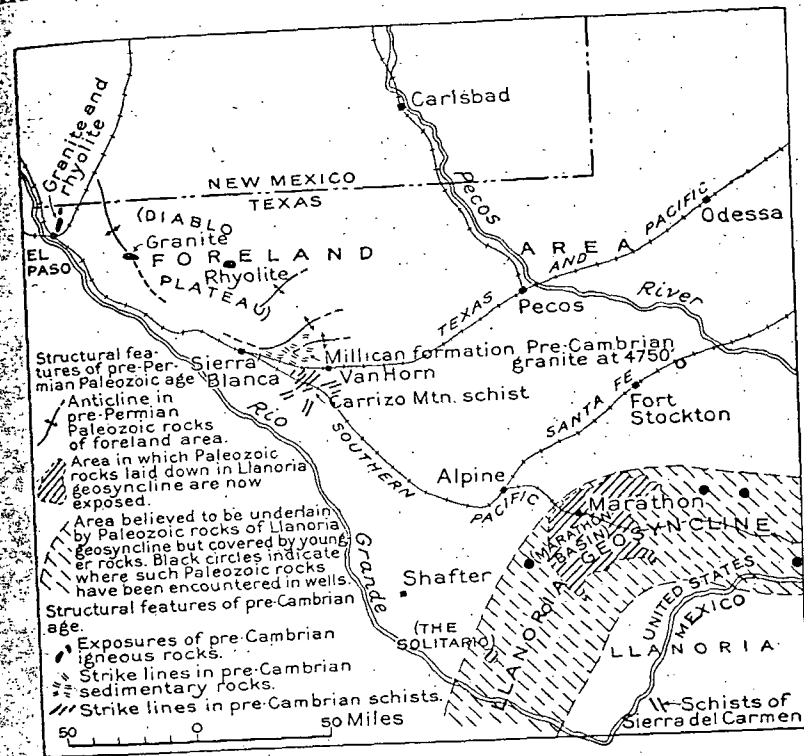 Granite and
rhyolite
Carlsbad
NEW MEXICO
TEXAS
Pecos
River
Odessa
EL
PASO
(DIABLO
PLATEAU)
Granite
FORELAND AREA
Rhyolite
TEXAS AND PACIFIC
Pecos
Sierra
Blanca
Millican formation
Van Horn
Carrizo Mtn. schist
Pre-Cambrian
granite at 4750'
Fort
Stockton
SANTA FE
SOUTHERN
PACIFIC
Alpine
Marathon
(MARATHON
BASIN)
LLANORIA GEOSYNCLINE
Rio
Grande
Shafter
(THE
SOLITARIO)
UNITED STATES
MEXICO
LLANORIA
Schists of
Sierra del Carmen
Structural fea-
tures of pre-Per-
mian Paleozoic age
Anticline in
pre-Permian
Paleozoic rocks
of foreland area.
Area in which Paleozoic
rocks laid down in Llanoria
geosyncline are now
exposed.
Area believed to be underlain
by Paleozoic rocks of Llanoria
geosyncline but covered by young-
er rocks. Black circles indicate
where such Paleozoic rocks
have been encountered in wells.
Structural features of pre-Cambrian
age.
Exposures of pre-Cambrian
igneous rocks.
Strike lines in pre-Cambrian
sedimentary rocks.
Strike lines in pre-Cambrian schists.
50 0 50 Miles